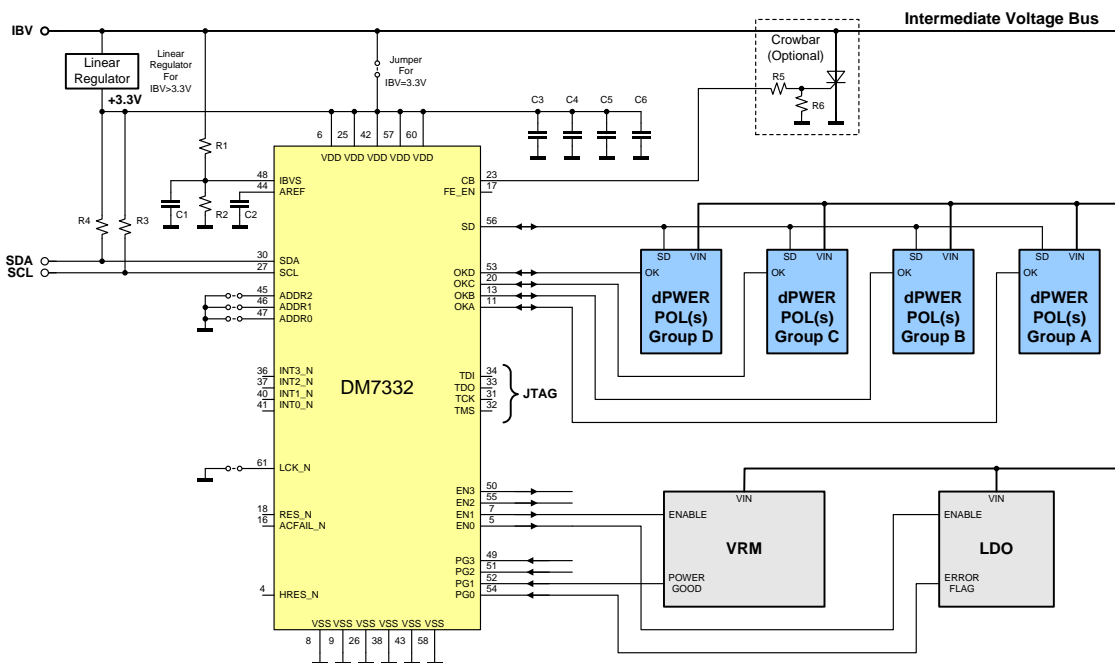 IBV
Intermediate Voltage Bus
Linear
Regulator
Linear
Regulator
For
IBV>3.3V
+3.3V
Jumper
For
IBV=3.3V
Crowbar
(Optional)
R5
R6
C3 C4 C5 C6
R1
R2
C1
C2
R4
R3
SDA
SCL
6 25 42 57 60
VDD VDD VDD VDD VDD
DM7332
48 IBVS
44 AREF
30 SDA
27 SCL
45 ADDR2
46 ADDR1
47 ADDR0
36 INT3_N
37 INT2_N
40 INT1_N
41 INT0_N
61 LCK_N
18 RES_N
16 ACFAIL_N
4 HRES_N
CB 23
FE_EN 17
SD 56
OKD 53
OKC 20
OKB 13
OKA 11
TDI 34
TDO 33
TCK 31
TMS 32
JTAG
EN3 50
EN2 55
EN1 7
EN0 5
PG3 49
PG2 51
PG1 52
PG0 54
VSS VSS VSS VSS VSS VSS
8 9 26 38 43 58
SD VIN
OK
dPWER
POL(s)
Group D
SD VIN
OK
dPWER
POL(s)
Group C
SD VIN
OK
dPWER
POL(s)
Group B
SD VIN
OK
dPWER
POL(s)
Group A
VIN
ENABLE
VRM
POWER
GOOD
VIN
ENABLE
LDO
ERROR
FLAG